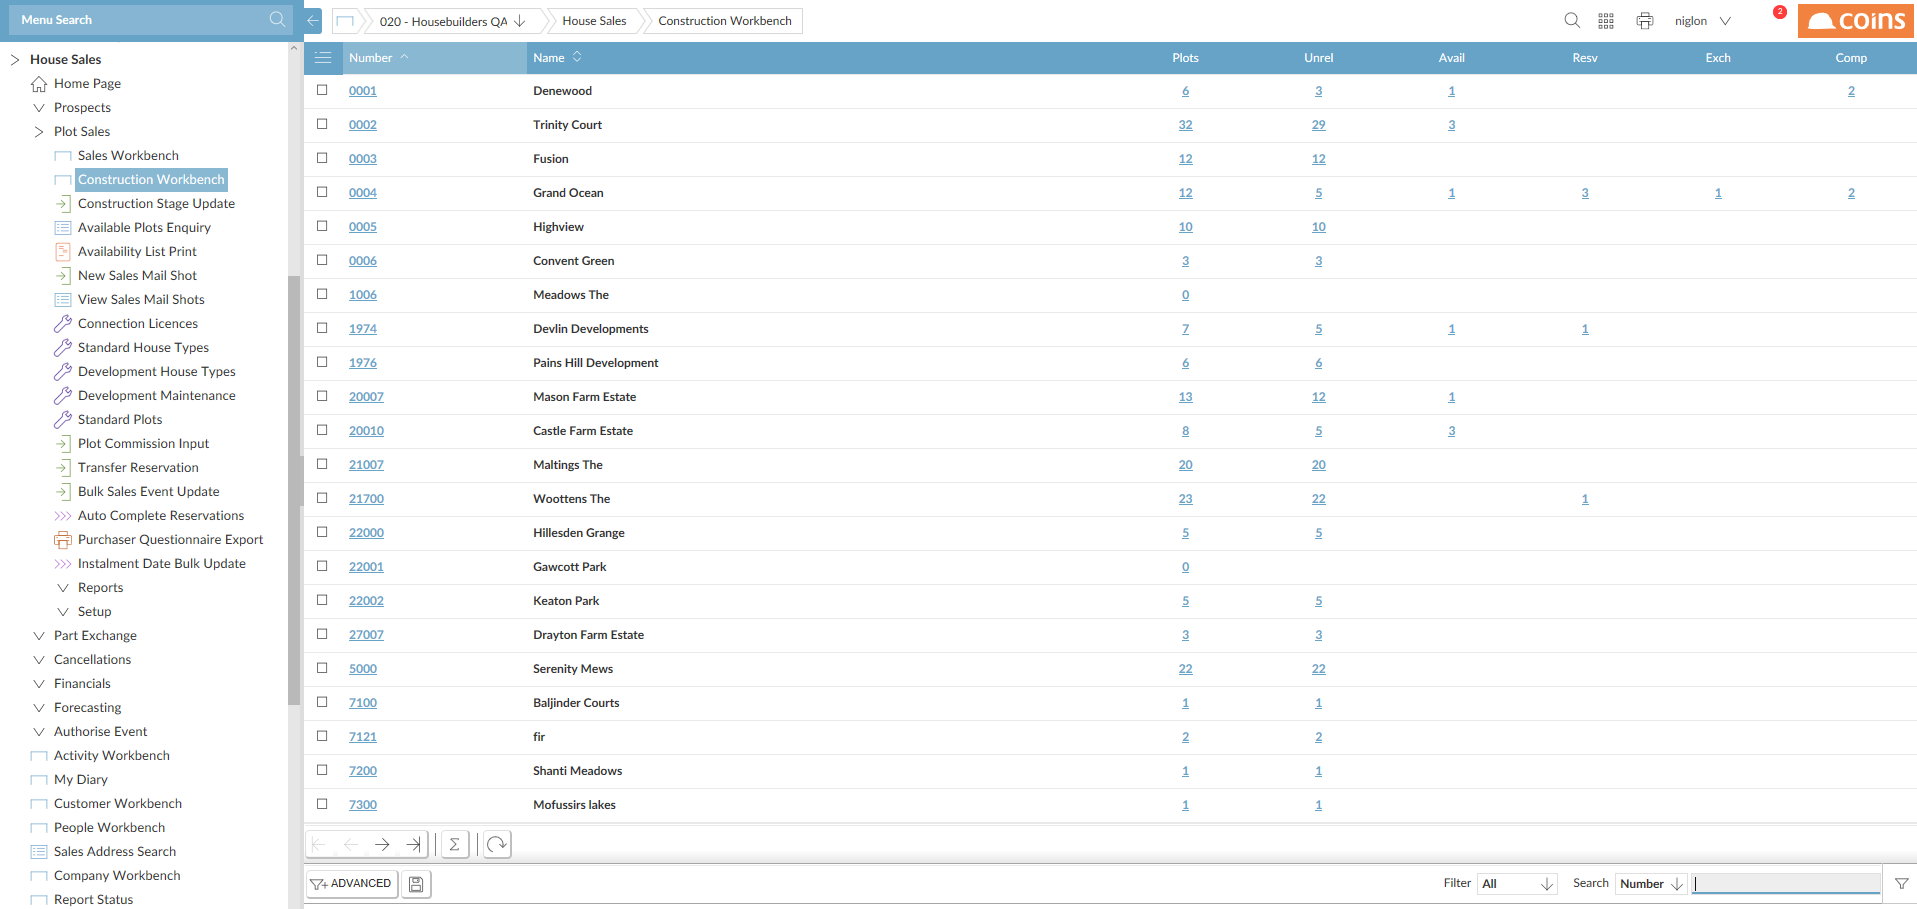 Menu Search
020 - Housebuilders QA
House Sales
Construction Workbench
niglon
2
coins
House Sales
Home Page
Prospects
Plot Sales
Sales Workbench
Construction Workbench
Construction Stage Update
Available Plots Enquiry
Availability List Print
New Sales Mail Shot
View Sales Mail Shots
Connection Licences
Standard House Types
Development House Types
Development Maintenance
Standard Plots
Plot Commission Input
Transfer Reservation
Bulk Sales Event Update
Auto Complete Reservations
Purchaser Questionnaire Export
Instalment Date Bulk Update
Reports
Setup
Part Exchange
Cancellations
Financials
Forecasting
Authorise Event
Activity Workbench
My Diary
Customer Workbench
People Workbench
Sales Address Search
Company Workbench
Report Status
Number Name Plots Unrel Avail Resv Exch Comp
0001 Denewood 6 3 1 2
0002 Trinity Court 32 29 3
0003 Fusion 12 12
0004 Grand Ocean 12 5 1 3 1 2
0005 Highview 10 10
0006 Convent Green 3 3
1006 Meadows The 0
1974 Devlin Developments 7 5 1 1
1976 Pains Hill Development 6 6
20007 Mason Farm Estate 13 12 1
20010 Castle Farm Estate 8 5 3
21007 Maltings The 20 20
21700 Woottens The 23 22 1
22000 Hillesden Grange 5 5
22001 Gawcott Park 0
22002 Keaton Park 5 5
27007 Drayton Farm Estate 3 3
5000 Serenity Mews 22 22
7100 Baljinder Courts 1 1
7121 fir 2 2
7200 Shanti Meadows 1 1
7300 Mofussirs lakes 1 1
Σ
ADVANCED
Filter All Search Number